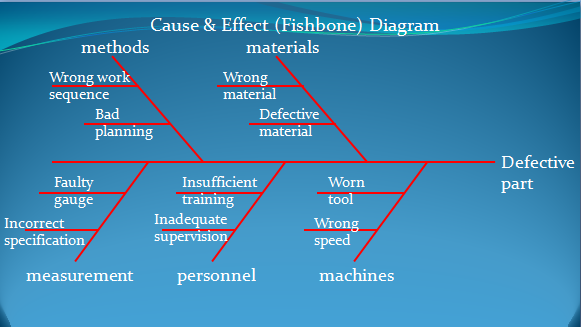 Cause & Effect (Fishbone) Diagram
methods
materials
Wrong work
sequence
Wrong
material
Bad
planning
Defective
material
Defective
part
Faulty
gauge
Insufficient
training
Worn
tool
Incorrect
specification
Inadequate
supervision
Wrong
speed
measurement
personnel
machines